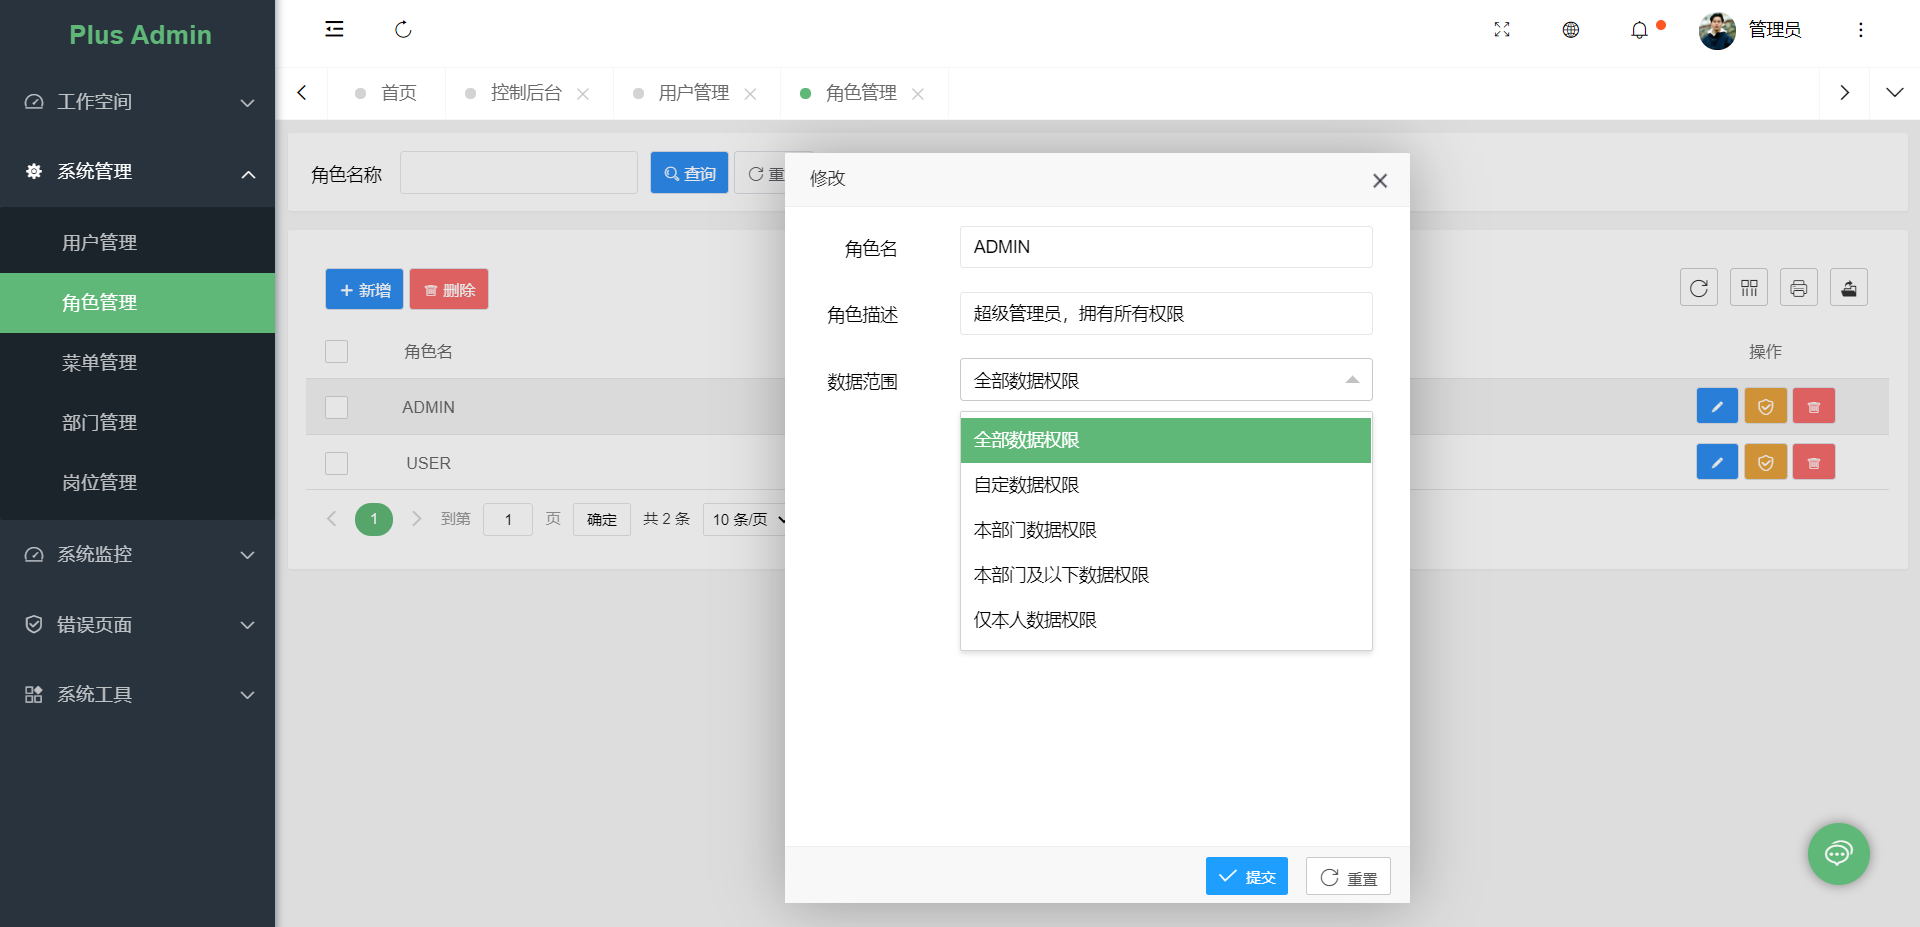 Plus Admin
工作空间
系统管理
用户管理
角色管理
菜单管理
部门管理
岗位管理
系统监控
错误页面
系统工具
管理员
首页
控制后台
用户管理
角色管理
角色名称
查询
重
新增
删除
角色名
操作
ADMIN
USER
1
到第
1
页
确定
共 2 条
10 条/页
修改
角色名
ADMIN
角色描述
超级管理员，拥有所有权限
数据范围
全部数据权限
全部数据权限
自定数据权限
本部门数据权限
本部门及以下数据权限
仅本人数据权限
提交
重置